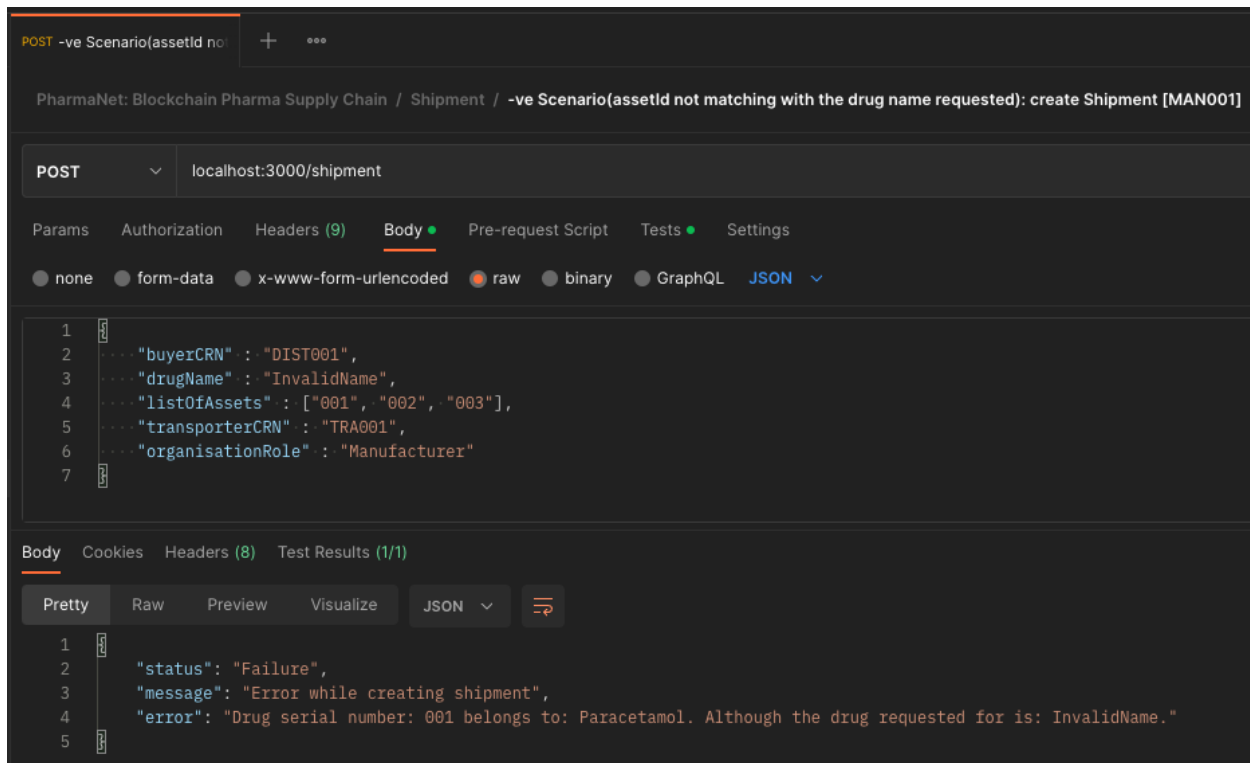 POST -ve Scenario(assetId not
PharmaNet: Blockchain Pharma Supply Chain / Shipment / -ve Scenario(assetId not matching with the drug name requested): create Shipment [MAN001]
POST localhost:3000/shipment
Params Authorization Headers (9) Body Pre-request Script Tests Settings
none form-data x-www-form-urlencoded raw binary GraphQL JSON
1 {
2 "buyerCRN" : "DIST001",
3 "drugName" : "InvalidName",
4 "listOfAssets" : ["001", "002", "003"],
5 "transporterCRN" : "TRA001",
6 "organisationRole" : "Manufacturer"
7 }
Body Cookies Headers (8) Test Results (1/1)
Pretty Raw Preview Visualize JSON
1 {
2 "status": "Failure",
3 "message": "Error while creating shipment",
4 "error": "Drug serial number: 001 belongs to: Paracetamol. Although the drug requested for is: InvalidName."
5 }